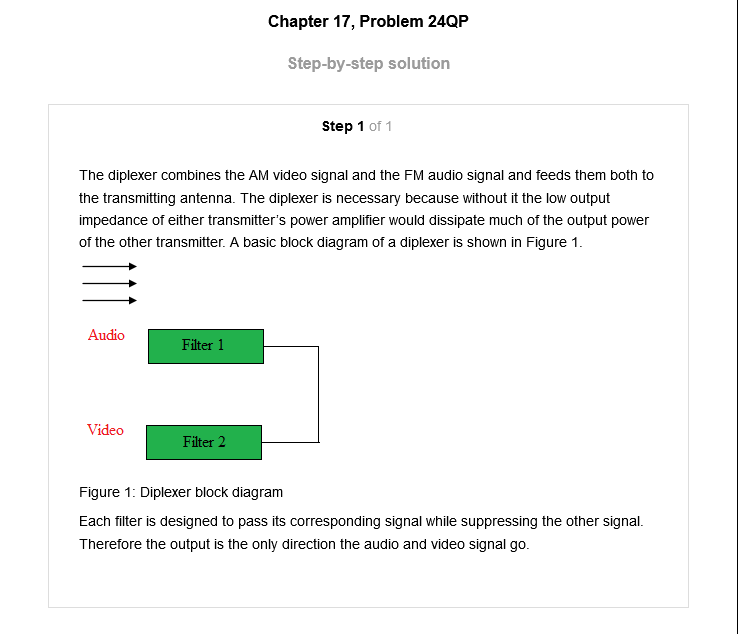 Chapter 17, Problem 24QP
Step-by-step solution
Step 1 of 1
The diplexer combines the AM video signal and the FM audio signal and feeds them both to
the transmitting antenna. The diplexer is necessary because without it the low output
impedance of either transmitter's power amplifier would dissipate much of the output power
of the other transmitter. A basic block diagram of a diplexer is shown in Figure 1.
Audio
Filter 1
Video
Filter 2
Figure 1: Diplexer block diagram
Each filter is designed to pass its corresponding signal while suppressing the other signal.
Therefore the output is the only direction the audio and video signal go.